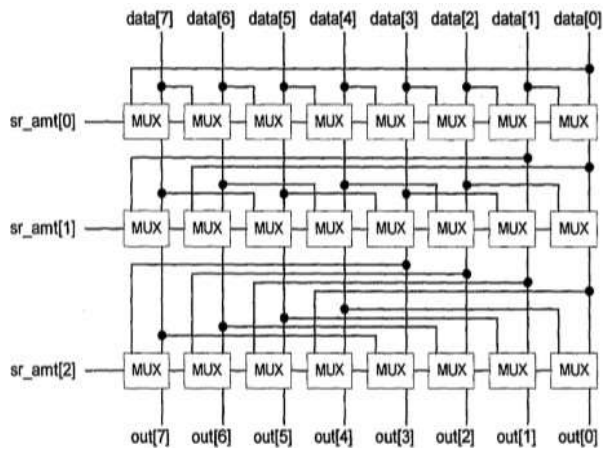 data[7] data[6] data[5] data[4] data[3] data[2] data[1] data[0]
sr_amt[0] MUX MUX MUX MUX MUX MUX MUX MUX
sr_amt[1] MUX MUX MUX MUX MUX MUX MUX MUX
sr_amt[2] MUX MUX MUX MUX MUX MUX MUX MUX
out[7] out[6] out[5] out[4] out[3] out[2] out[1] out[0]